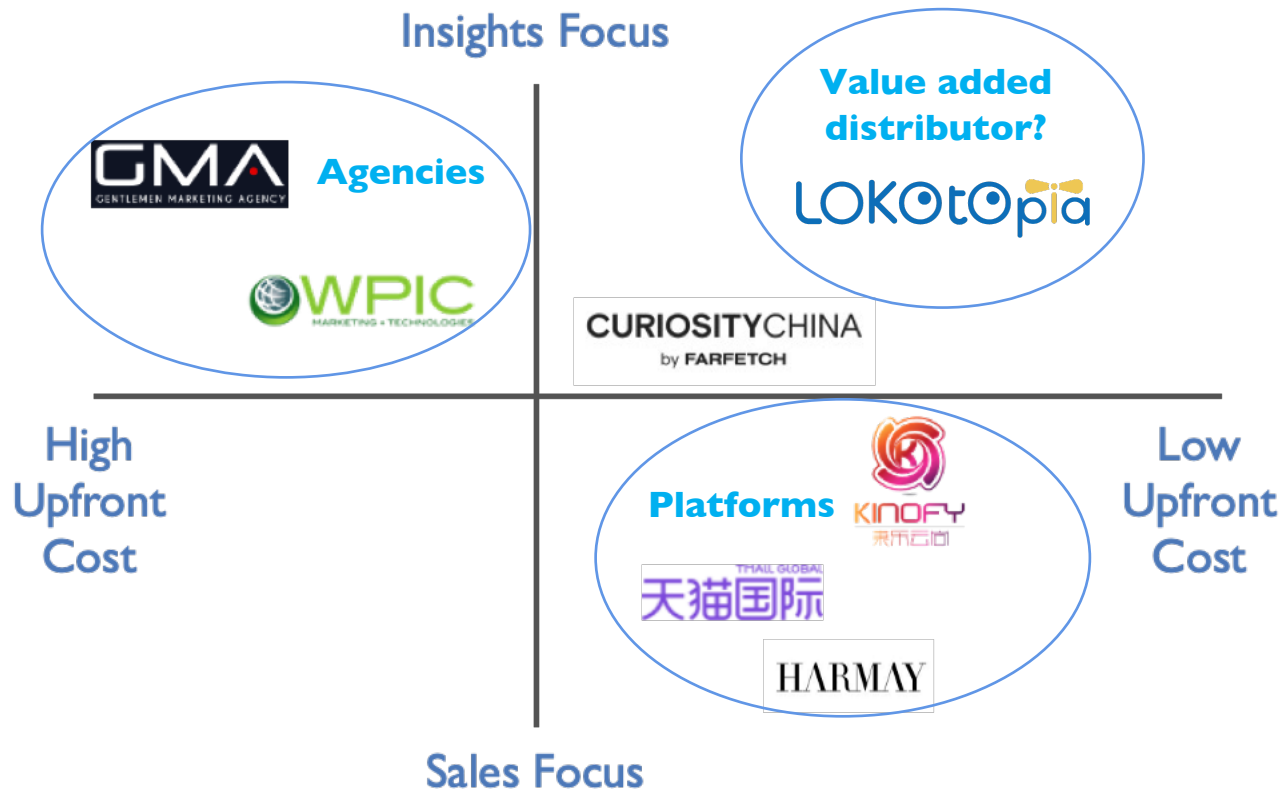 Insights Focus
Value added
distributor?
LOKOtOpia
GMA
GENTLEMEN MARKETING AGENCY
Agencies
WPIC
MARKETING + TECHNOLOGIES
CURIOSITYCHINA
by FARFETCH
High
Upfront
Cost
Low
Upfront
Cost
Platforms
K
KINOFY
TMALL GLOBAL
天猫国际
HARMAY
Sales Focus